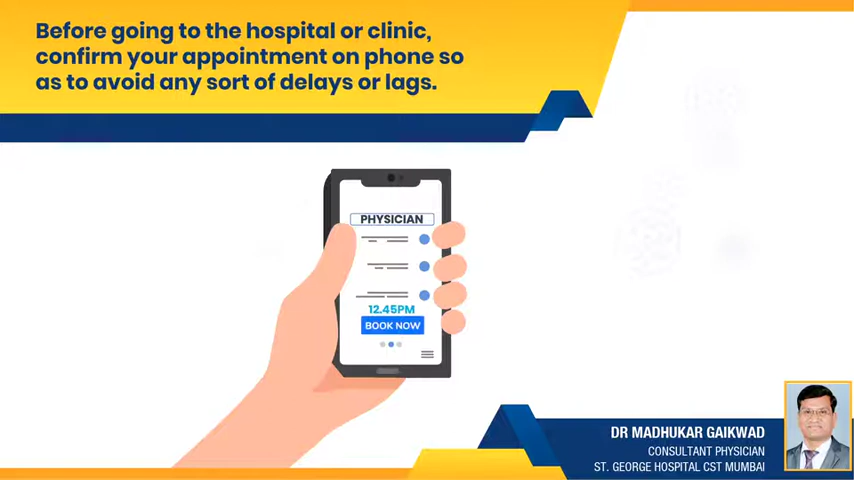 Before going to the hospital or clinic,
confirm your appointment on phone so
as to avoid any sort of delays or lags.
PHYSICIAN
12.45PM
BOOK NOW
DR MADHUKAR GAIKWAD
CONSULTANT PHYSICIAN
ST. GEORGE HOSPITAL CST MUMBAI